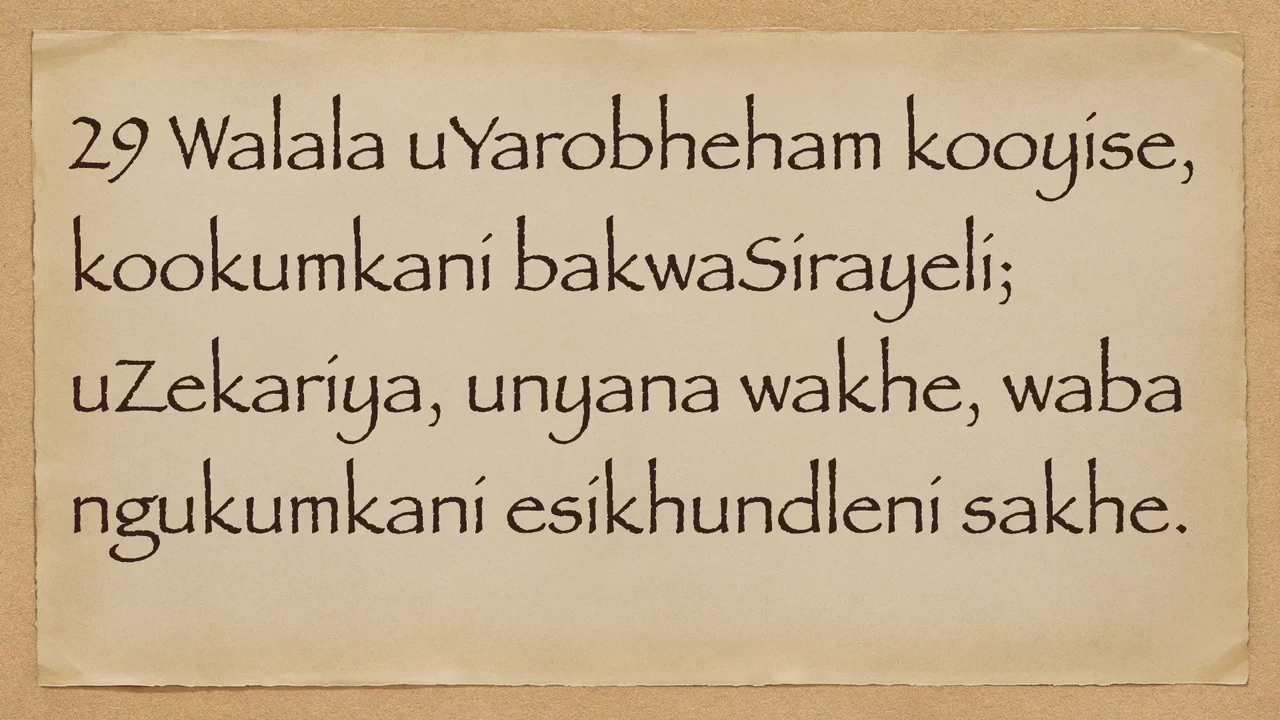 29 Walala uYarobheham kooyise,
kookumkani bakwaSirayeli;
uZekariya, unyana wakhe, waba
ngukumkani esikhundleni sakhe.